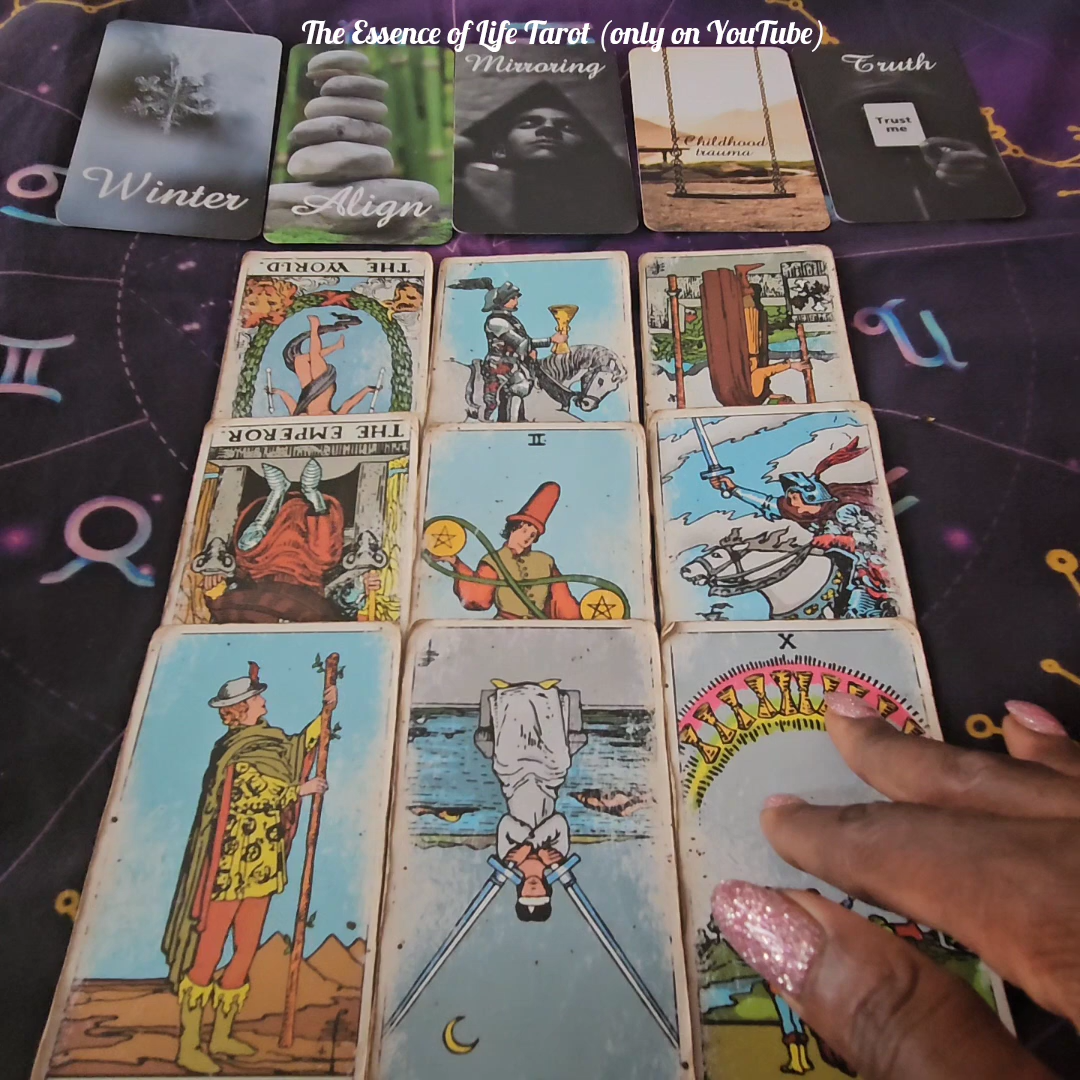 The Essence of Life Tarot (only on YouTube)
Winter
Align
Mirroring
Childhood
trauma
Truth
Trust
me
THE WORLD
THE EMPEROR
II
X